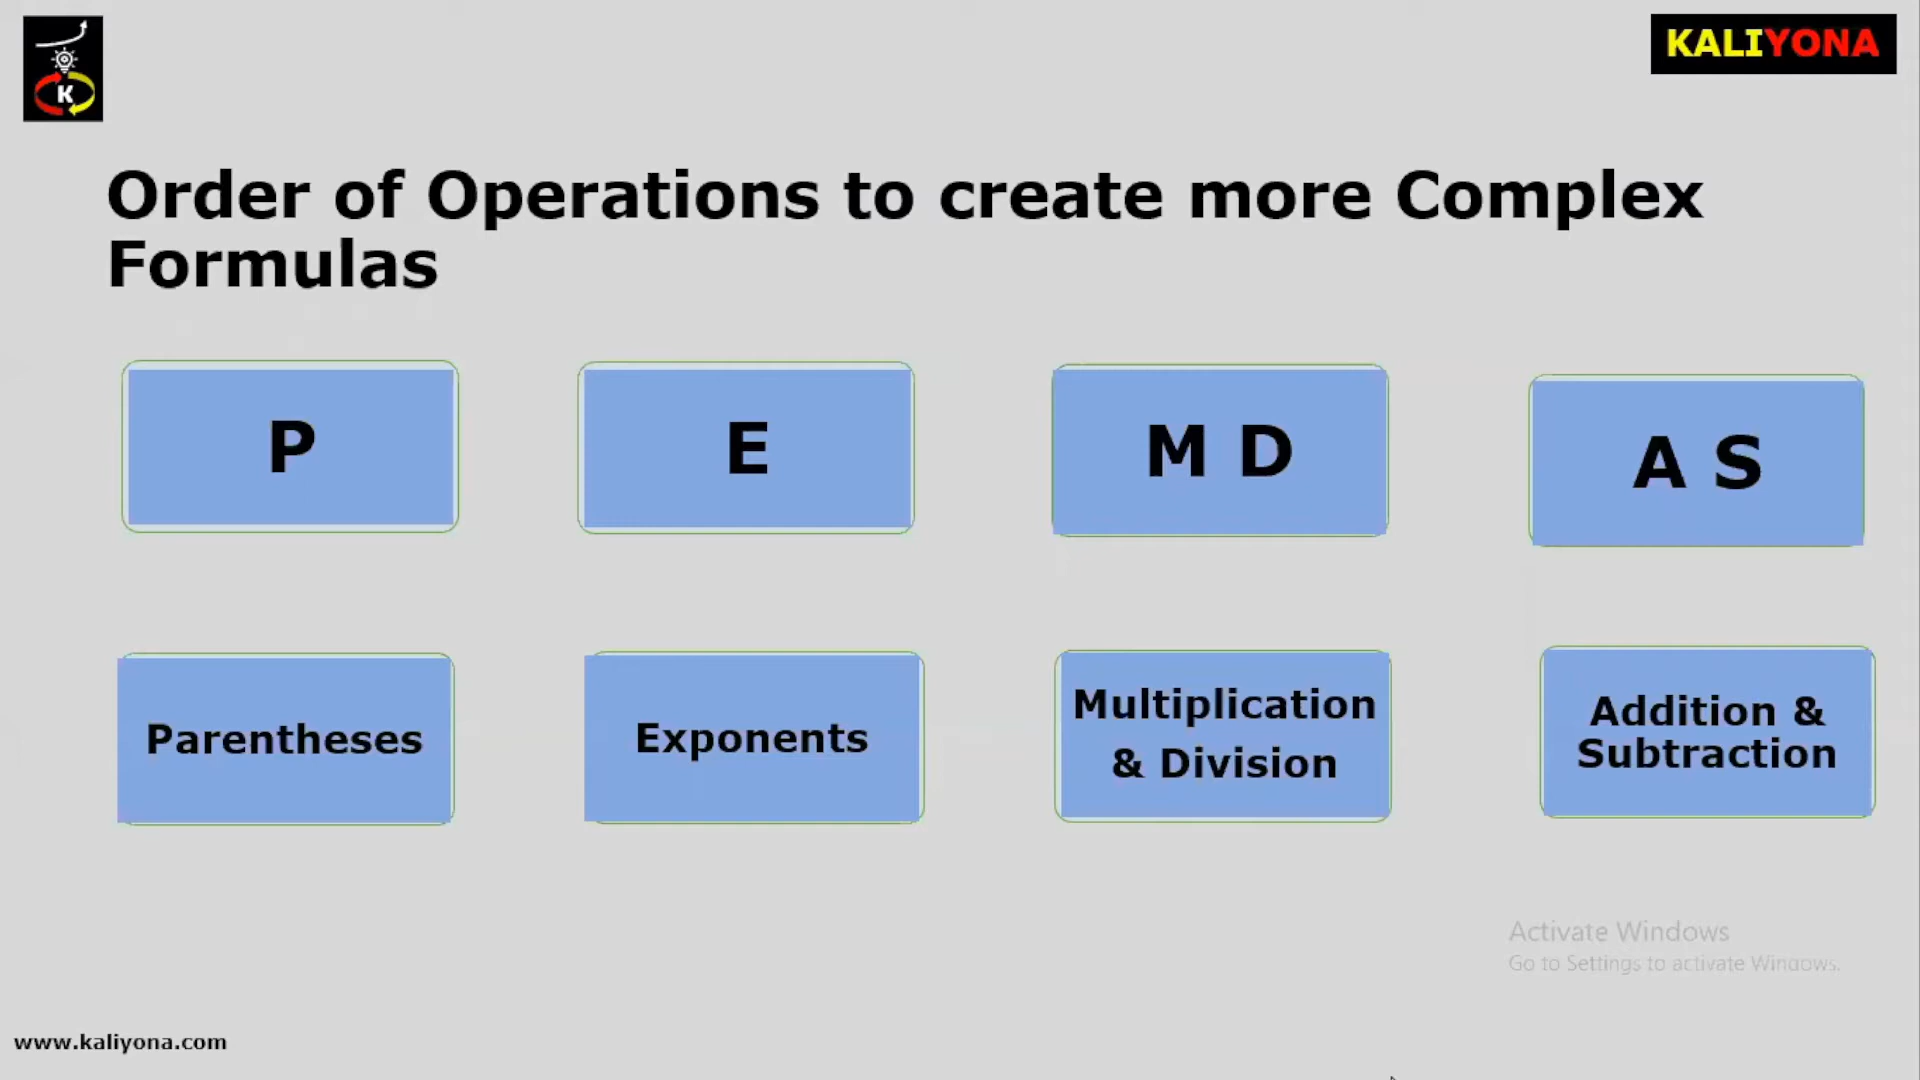 K
KALIYONA
Order of Operations to create more Complex
Formulas
P
E
M D
A S
Parentheses
Exponents
Multiplication
& Division
Addition &
Subtraction
Activate Windows
Go to Settings to activate Windows.
www.kaliyona.com